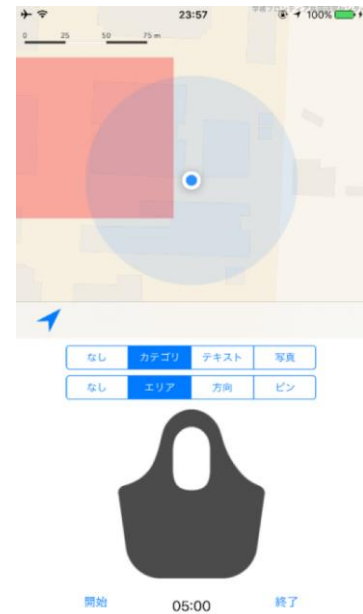 23:57
100%
0 25 50 75 m
なし カテゴリ テキスト 写真
なし エリア 方向 ピン
開始 05:00 終了